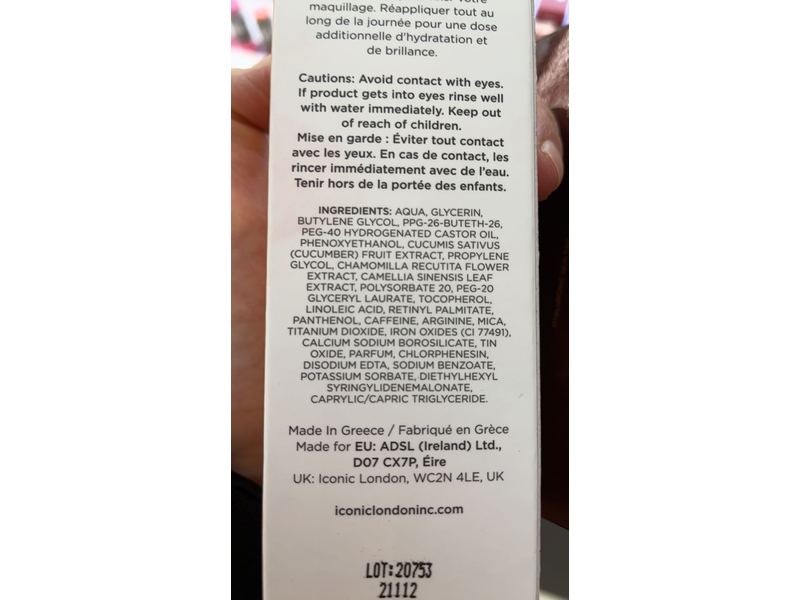 maquillage. Réappliquer tout au
long de la journée pour une dose
additionnelle d'hydratation et
de brillance.
Cautions: Avoid contact with eyes.
If product gets into eyes rinse well
with water immediately. Keep out
of reach of children.
Mise en garde : Éviter tout contact
avec les yeux. En cas de contact, les
rincer immédiatement avec de l'eau.
Tenir hors de la portée des enfants.
INGREDIENTS: AQUA, GLYCERIN,
BUTYLENE GLYCOL, PPG-26-BUTETH-26,
PEG-40 HYDROGENATED CASTOR OIL,
PHENOXYETHANOL, CUCUMIS SATIVUS
(CUCUMBER) FRUIT EXTRACT, PROPYLENE
GLYCOL, CHAMOMILLA RECUTITA FLOWER
EXTRACT, CAMELLIA SINENSIS LEAF
EXTRACT, POLYSORBATE 20, PEG-20
GLYCERYL LAURATE, TOCOPHEROL,
LINOLEIC ACID, RETINYL PALMITATE,
PANTHENOL, CAFFEINE, ARGININE, MICA,
TITANIUM DIOXIDE, IRON OXIDES (CI 77491),
CALCIUM SODIUM BOROSILICATE, TIN
OXIDE, PARFUM, CHLORPHENESIN,
DISODIUM EDTA, SODIUM BENZOATE,
POTASSIUM SORBATE, DIETHYLHEXYL
SYRINGYLIDENEMALONATE,
CAPRYLIC/CAPRIC TRIGLYCERIDE.
Made In Greece / Fabriqué en Grèce
Made for EU: ADSL (Ireland) Ltd.,
D07 CX7P, Éire
UK: Iconic London, WC2N 4LE, UK
iconiclondoninc.com
LOT:20753
21112